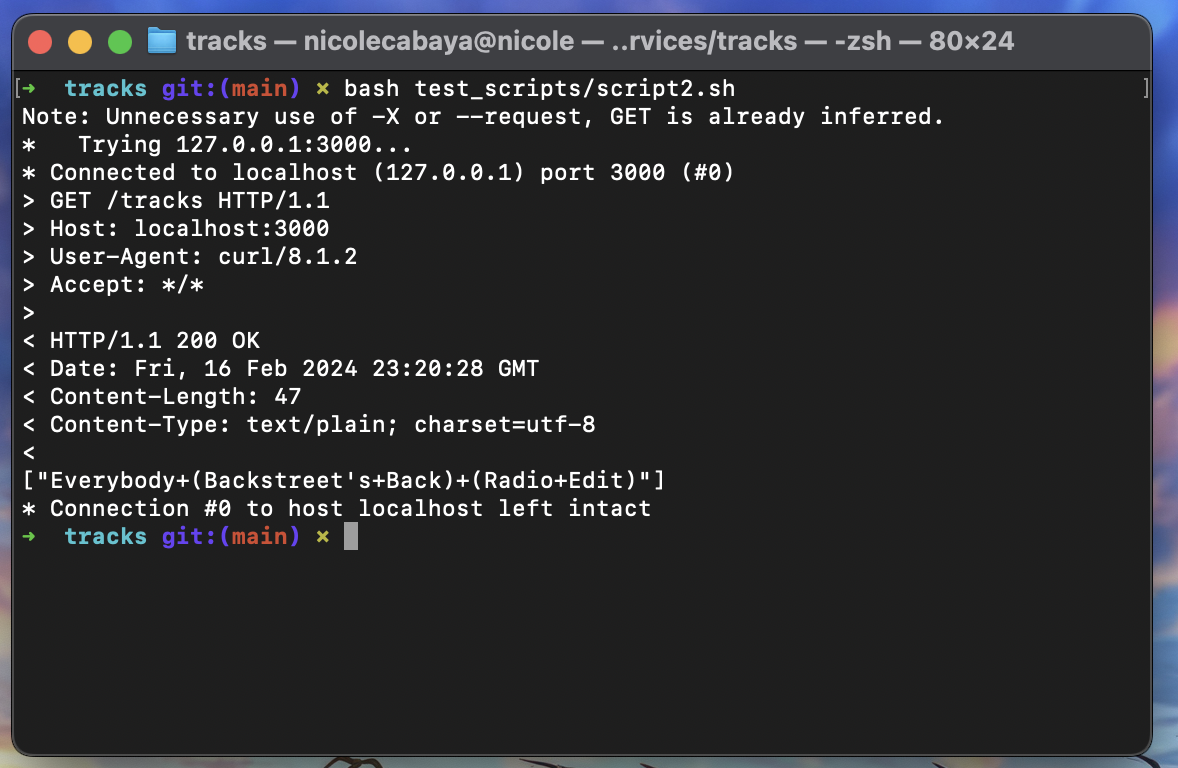 tracks — nicolecabaya@nicole — ..rvices/tracks — -zsh — 80×24
[➜  tracks git:(main) ✗ bash test_scripts/script2.sh ]
Note: Unnecessary use of -X or --request, GET is already inferred.
*   Trying 127.0.0.1:3000...
* Connected to localhost (127.0.0.1) port 3000 (#0)
> GET /tracks HTTP/1.1
> Host: localhost:3000
> User-Agent: curl/8.1.2
> Accept: */*
>
< HTTP/1.1 200 OK
< Date: Fri, 16 Feb 2024 23:20:28 GMT
< Content-Length: 47
< Content-Type: text/plain; charset=utf-8
<
["Everybody+(Backstreet's+Back)+(Radio+Edit)"]
* Connection #0 to host localhost left intact
➜  tracks git:(main) ✗